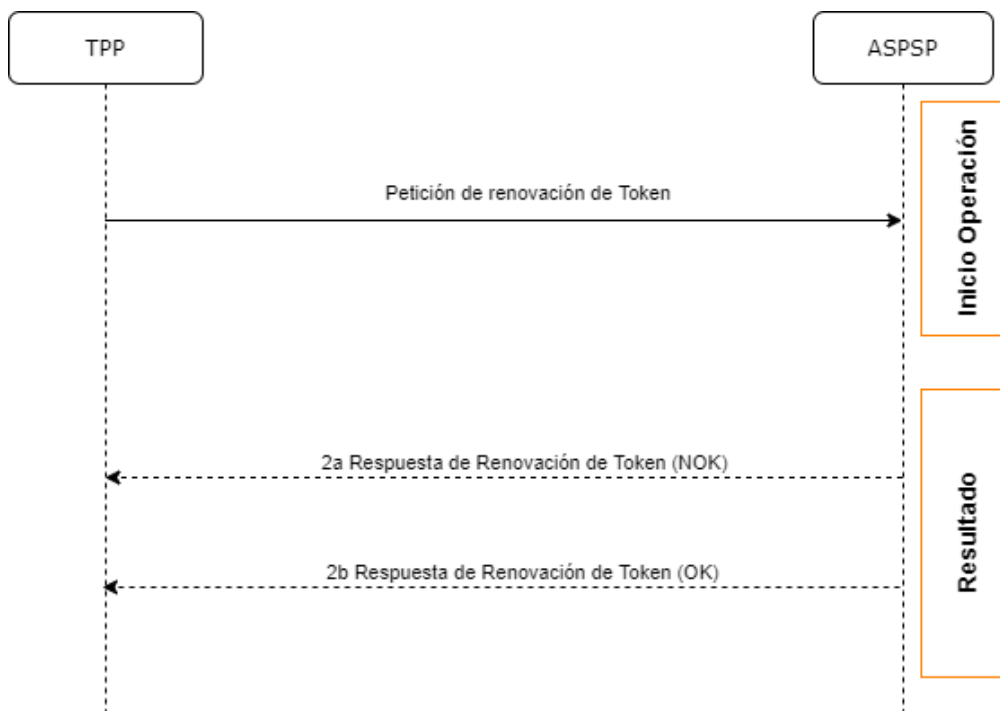 TPP
ASPSP
Inicio Operación
Petición de renovación de Token
2a Respuesta de Renovación de Token (NOK)
Resultado
2b Respuesta de Renovación de Token (OK)